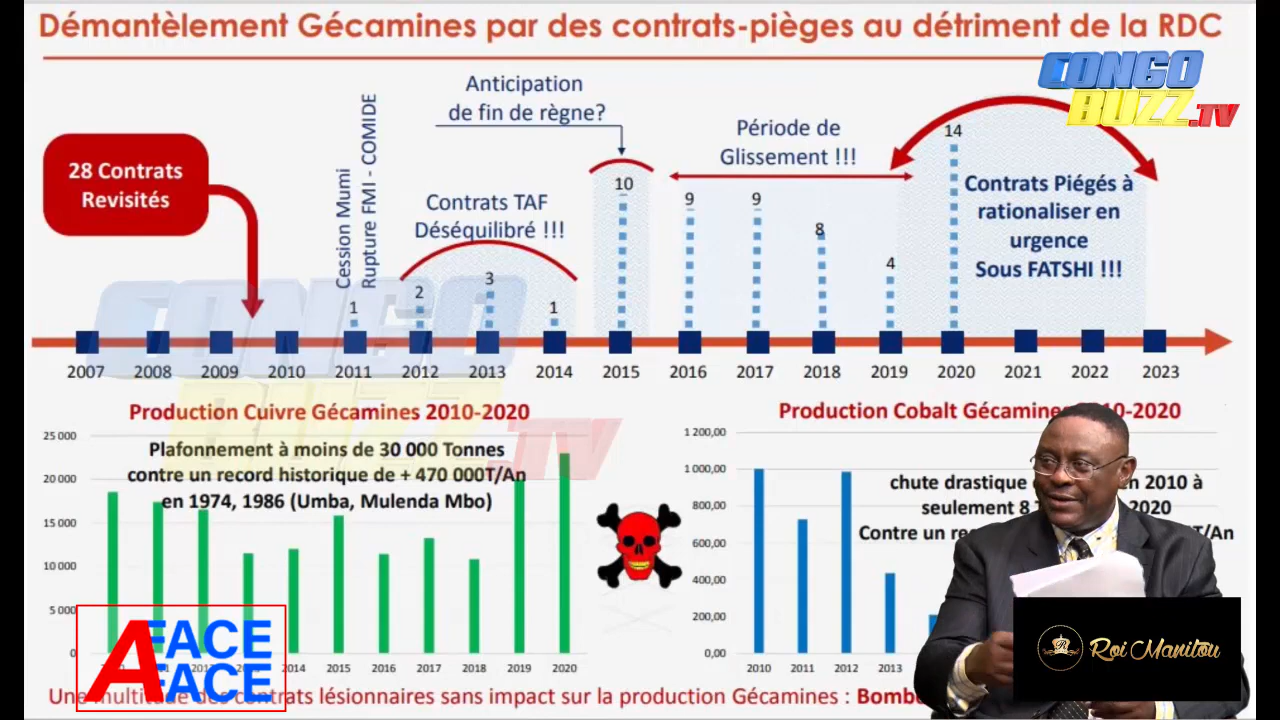 Démantèlement Gécamines par des contrats-pièges au détriment de la RDC
CONGO
BUZZ.TV
28 Contrats
Revisités
Cession Mumi
Rupture FMI - COMIDE
Anticipation
de fin de règne?
Contrats TAF
Déséquilibré !!!
Période de
Glissement !!!
Contrats Piégés à
rationaliser en
urgence
Sous FATSHI !!!
1 2 3 1 10 9 9 8 4 14
2007 2008 2009 2010 2011 2012 2013 2014 2015 2016 2017 2018 2019 2020 2021 2022 2023
CONGO
BUZZ.TV
Production Cuivre Gécamines 2010-2020
Plafonnement à moins de 30 000 Tonnes
contre un record historique de + 470 000T/An
en 1974, 1986 (Umba, Mulenda Mbo)
25 000
20 000
15 000
10 000
5 000
0
2014 2015 2016 2017 2018 2019 2020
Production Cobalt Gécamines -2020
chute drastique en 2010 à
seulement 8 2020
Contre un T/An
1 200,00
1 000,00
800,00
600,00
400,00
200,00
0,00
2010 2011 2012 2013
A FACE
FACE
Une multitude des contrats lésionnaires sans impact sur la production Gécamines :
Roi Manitou